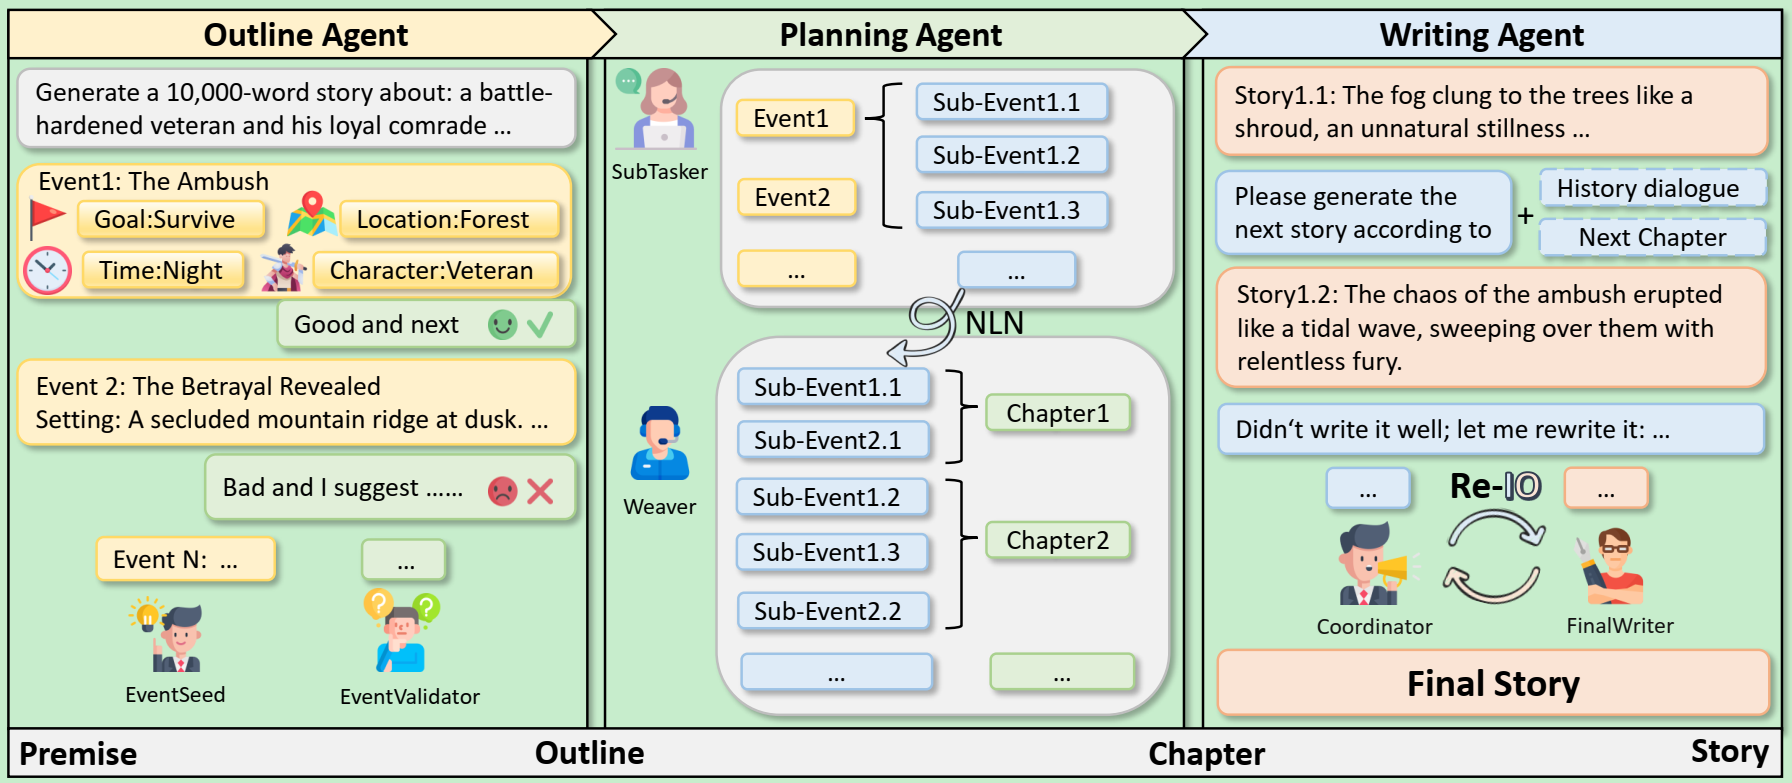 Outline Agent
Planning Agent
Writing Agent
Generate a 10,000-word story about: a battle-
hardened veteran and his loyal comrade ...
Event1: The Ambush
Goal:Survive
Location:Forest
Time:Night
Character:Veteran
Good and next
Event 2: The Betrayal Revealed
Setting: A secluded mountain ridge at dusk. ...
Bad and I suggest ......
Event N: ...
...
EventSeed
EventValidator
SubTasker
Event1
Event2
...
Sub-Event1.1
Sub-Event1.2
Sub-Event1.3
...
NLN
Weaver
Sub-Event1.1
Sub-Event2.1
Chapter1
Sub-Event1.2
Sub-Event1.3
Sub-Event2.2
Chapter2
...
...
Story1.1: The fog clung to the trees like a
shroud, an unnatural stillness ...
Please generate the
next story according to
+
History dialogue
Next Chapter
Story1.2: The chaos of the ambush erupted
like a tidal wave, sweeping over them with
relentless fury.
Didn‘t write it well; let me rewrite it: ...
...
Re-IO
...
Coordinator
FinalWriter
Final Story
Premise
Outline
Chapter
Story